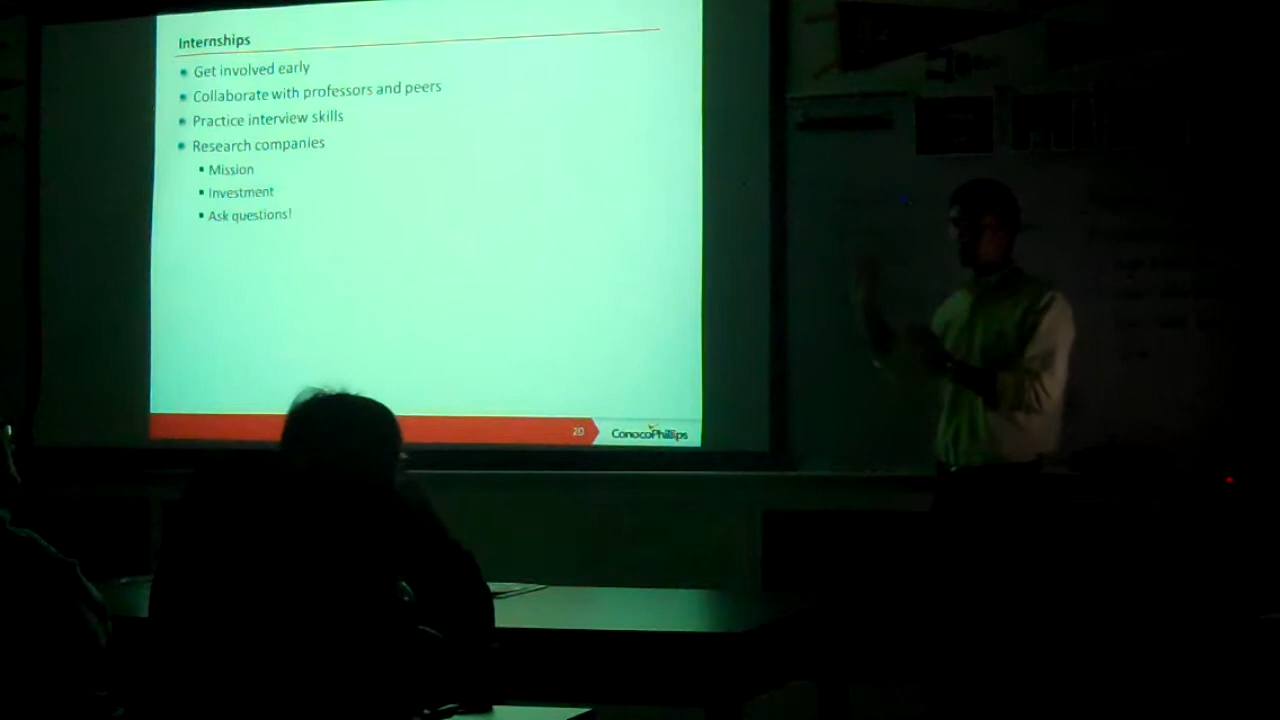 Internships
Get involved early
Collaborate with professors and peers
Practice interview skills
Research companies
Mission
Investment
Ask questions!
20
ConocoPhillips